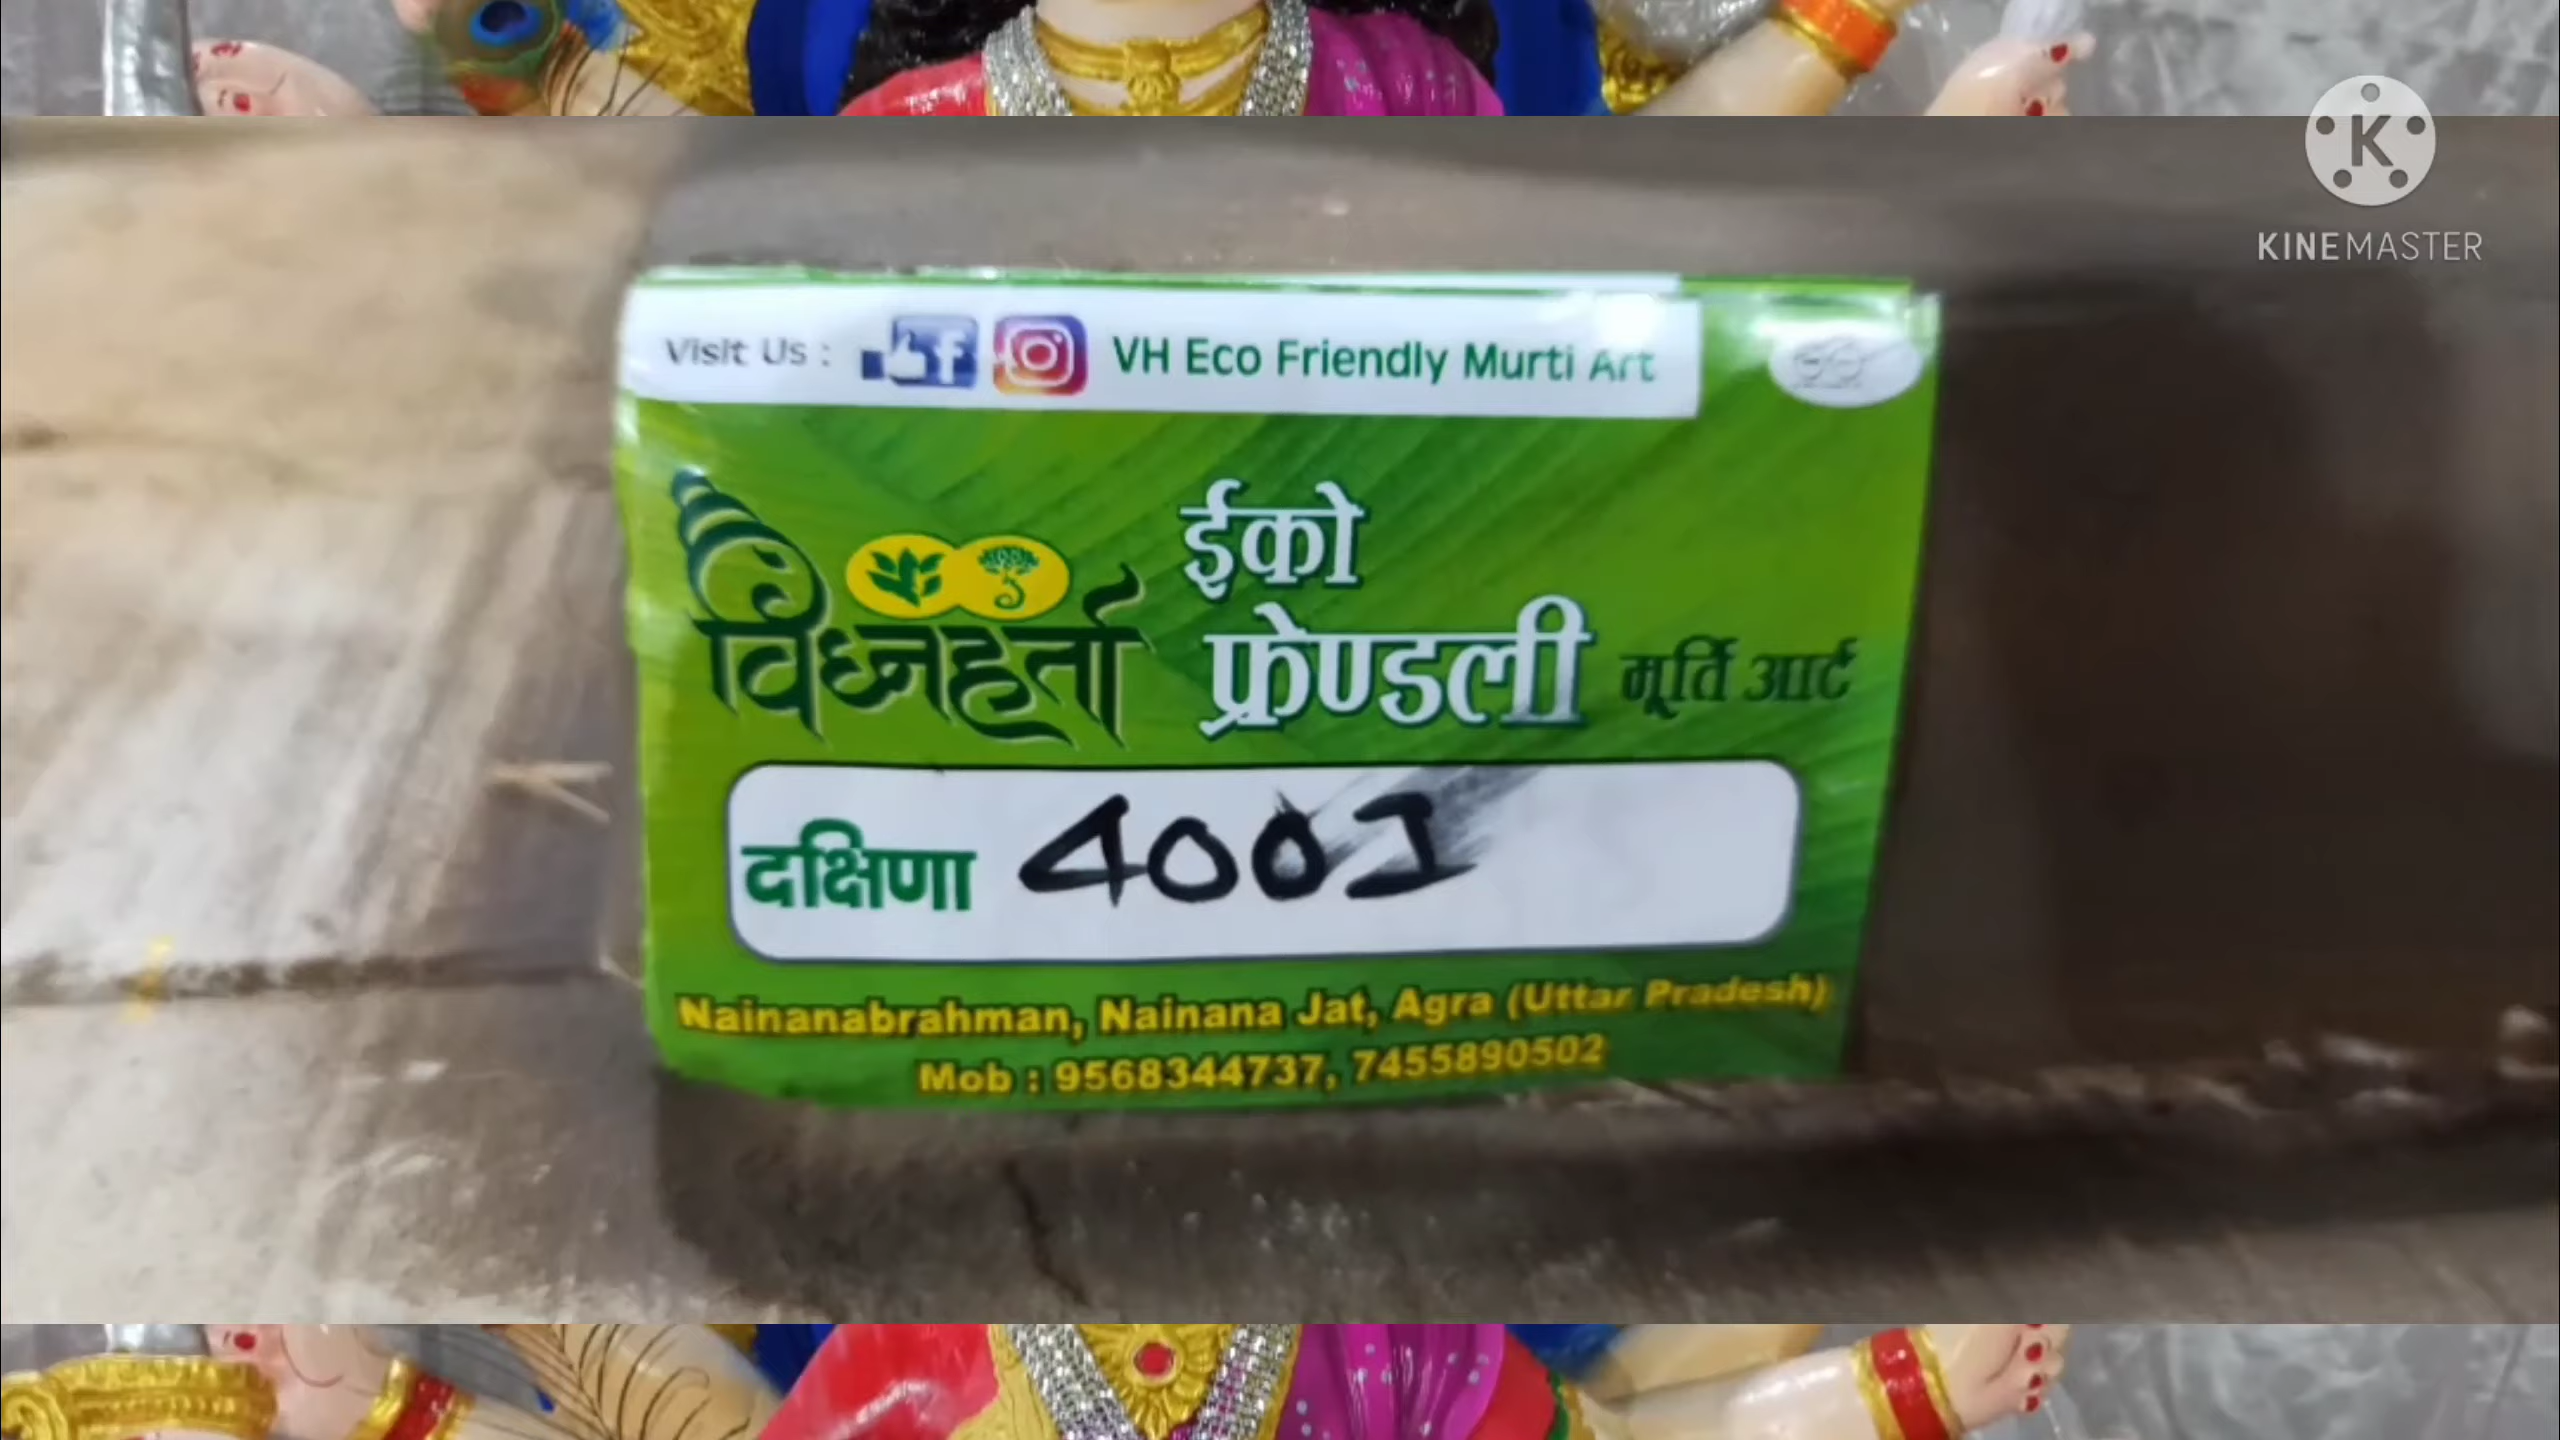 K
KINEMASTER
Visit Us : f VH Eco Friendly Murti Art
विघ्नहर्ता ईको फ्रेण्डली मूर्ति आर्ट
दक्षिणा 4001
Nainanabrahman, Nainana Jat, Agra (Uttar Pradesh)
Mob : 9568344737, 7455890502